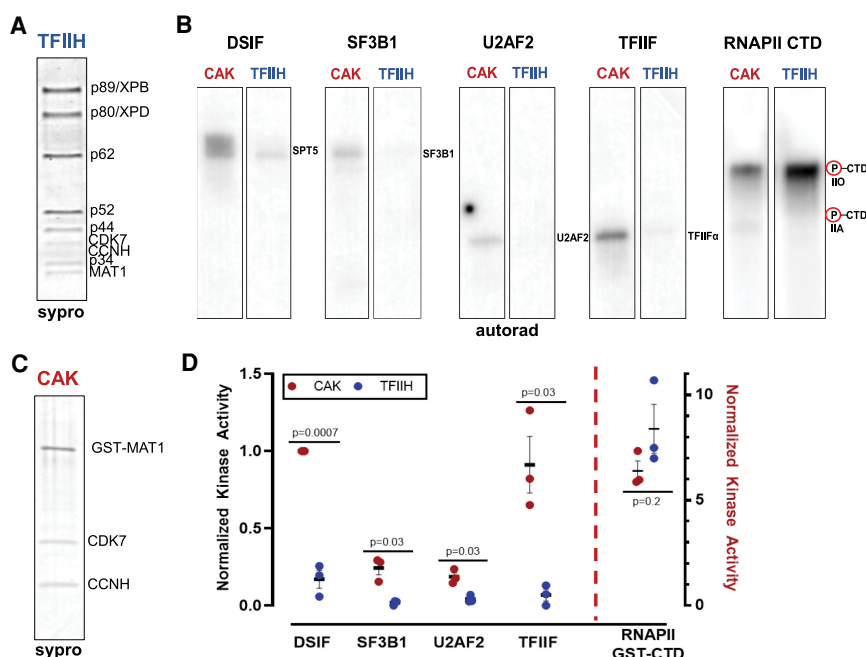 A
TFIIH
p89/XPB
p80/XPD
p62
p52
p44
CDK7
CCNH
p34
MAT1
sypro
B
DSIF
SF3B1
U2AF2
TFIIF
RNAPII CTD
CAK
TFIIH
CAK
TFIIH
CAK
TFIIH
CAK
TFIIH
CAK
TFIIH
SPT5
SF3B1
U2AF2
TFIIFα
P-CTD
IIO
P-CTD
IIA
autorad
C
CAK
GST-MAT1
CDK7
CCNH
sypro
D
CAK
TFIIH
Normalized Kinase Activity
1.5
1.0
0.5
0.0
p=0.0007
p=0.03
p=0.03
p=0.03
p=0.2
10
5
0
Normalized Kinase Activity
DSIF
SF3B1
U2AF2
TFIIF
RNAPII
GST-CTD